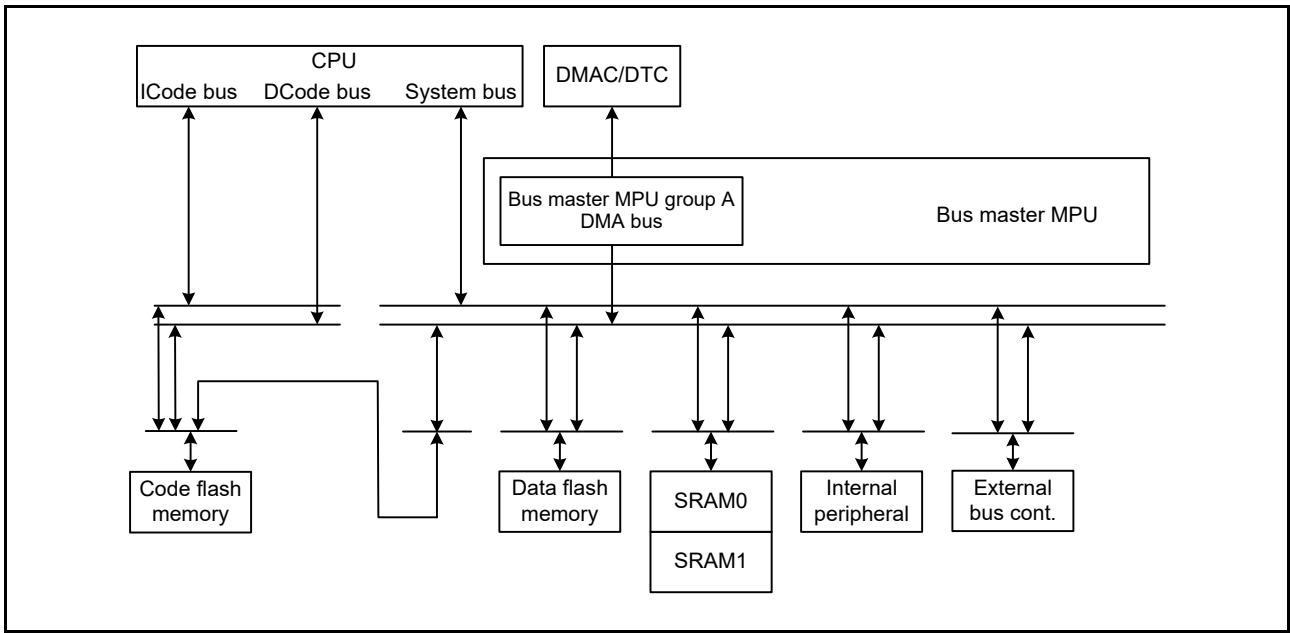 CPU
ICode bus DCode bus System bus
DMAC/DTC
Bus master MPU group A
DMA bus
Bus master MPU
Code flash
memory
Data flash
memory
SRAM0
SRAM1
Internal
peripheral
External
bus cont.